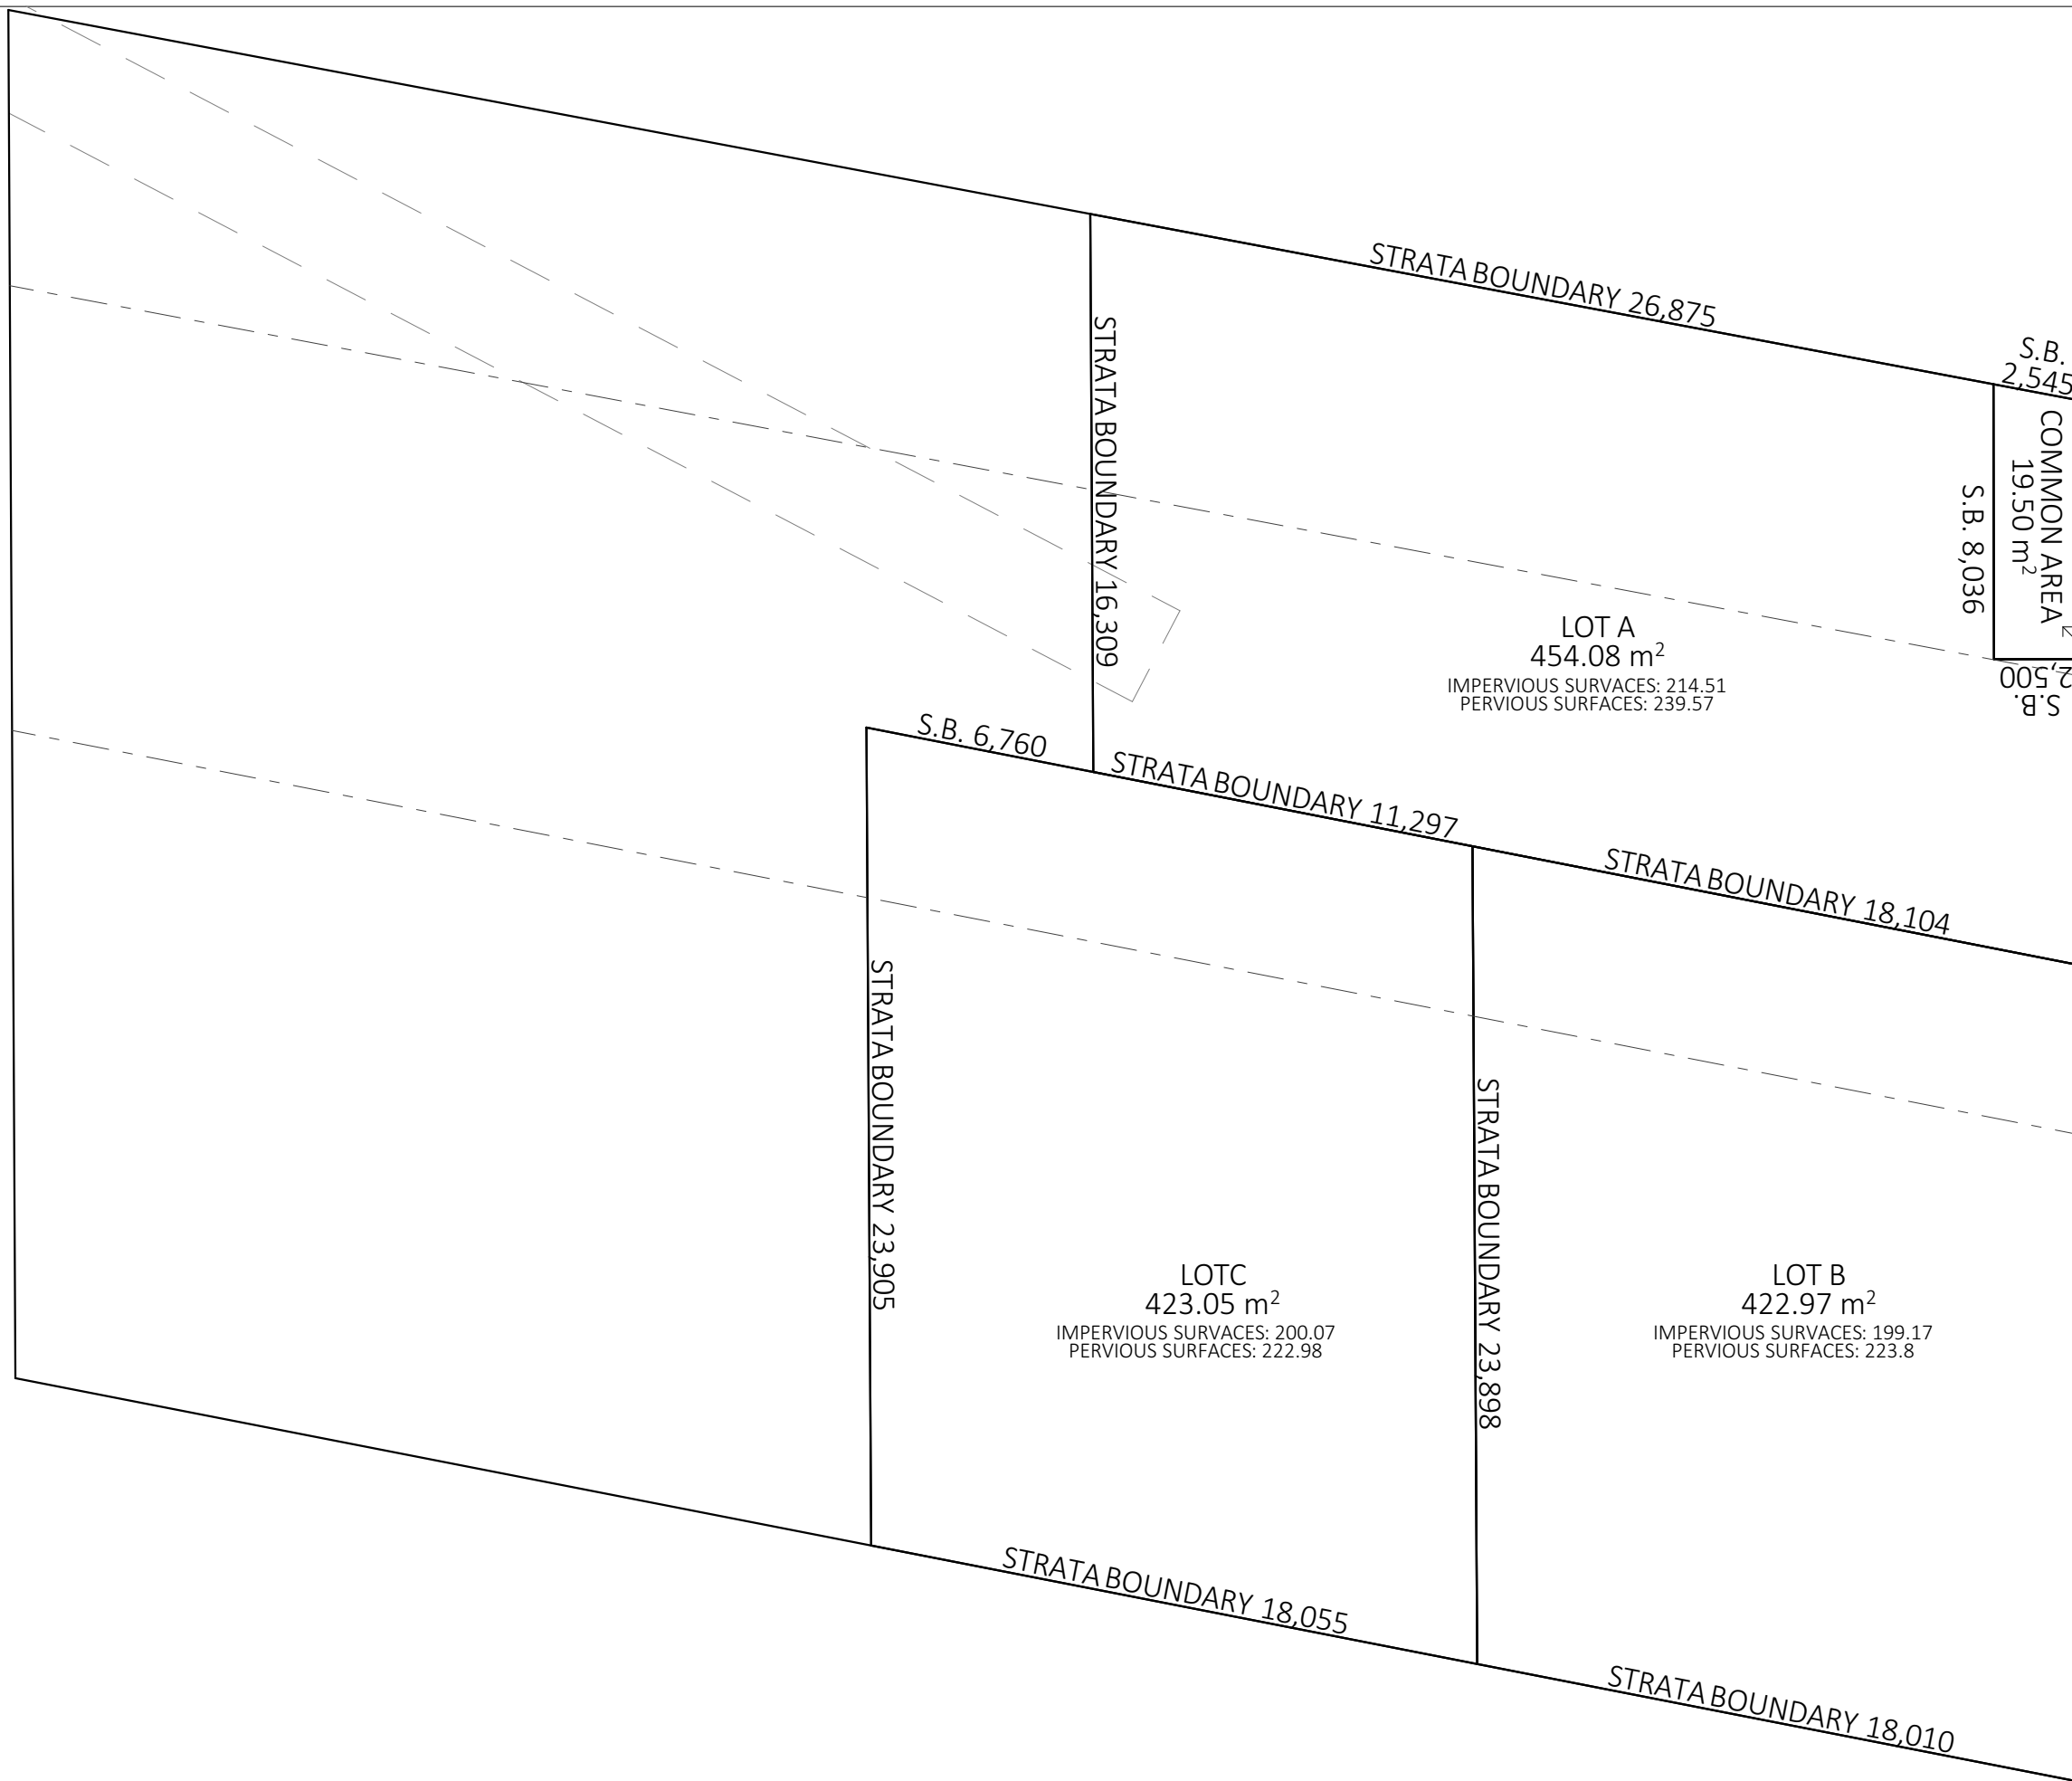 STRATA BOUNDARY 26,875
S.B.
2,545
STRATA BOUNDARY 16,309
COMMON AREA
19.50 m²
S.B. 8,036
LOT A
454.08 m²
IMPERVIOUS SURVACES: 214.51
PERVIOUS SURFACES: 239.57
S.B.
2,500
S.B. 6,760
STRATA BOUNDARY 11,297
STRATA BOUNDARY 18,104
STRATA BOUNDARY 23,905
STRATA BOUNDARY 23,898
LOTC
423.05 m²
IMPERVIOUS SURVACES: 200.07
PERVIOUS SURFACES: 222.98
LOT B
422.97 m²
IMPERVIOUS SURVACES: 199.17
PERVIOUS SURFACES: 223.8
STRATA BOUNDARY 18,055
STRATA BOUNDARY 18,010